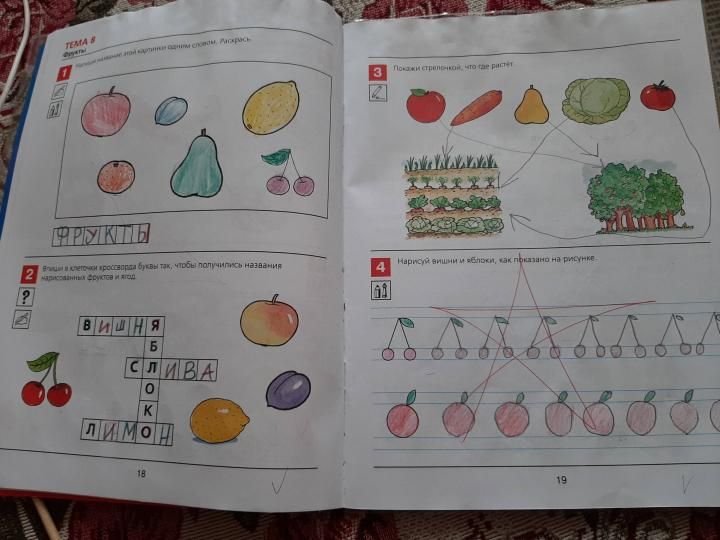 ТЕМА 8
Фрукты
1 Напиши название этой картинки одним словом. Раскрась.
ФРУКТЫ
2 Впиши в клеточки кроссворда буквы так, чтобы получились названия
нарисованных фруктов и ягод.
?
ВИШНЯ
ЯБЛОКО
СЛИВА
ЛИМОН
18
3 Покажи стрелочкой, что где растёт.
4 Нарисуй вишни и яблоки, как показано на рисунке.
19